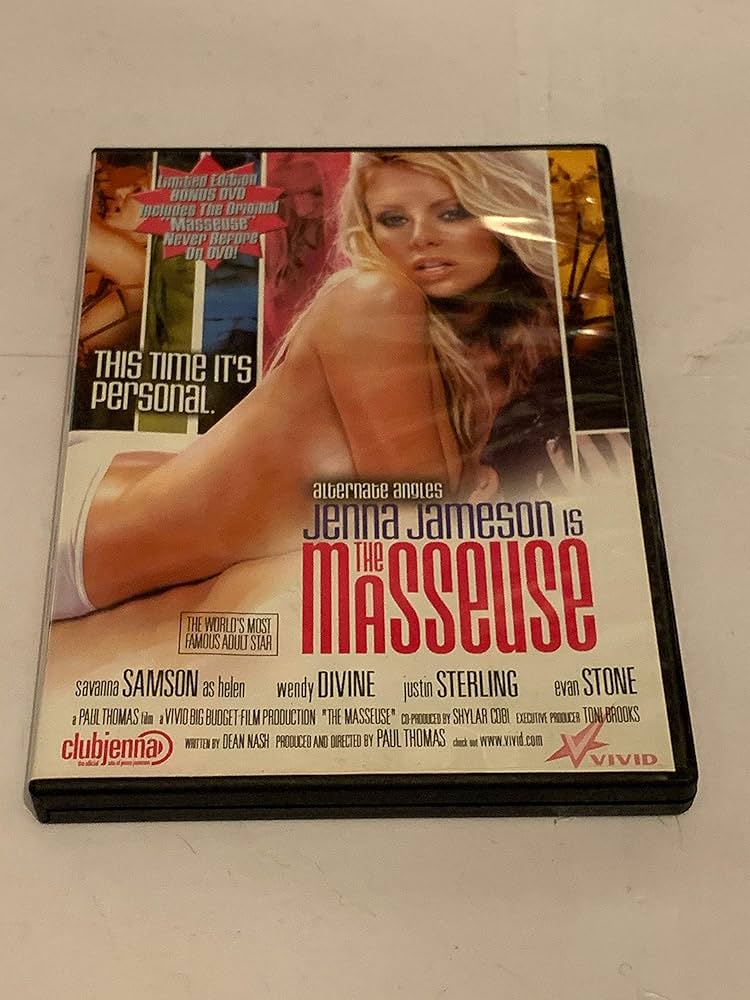 Limited Edition
BONUS DVD
Includes The Original
"Masseuse"
Never Before
On DVD!
THIS TIME IT'S
PERSONAL.
alternate angles
Jenna Jameson is
THE
MASSEUSE
THE WORLD'S MOST
FAMOUS ADULT STAR
savanna SAMSON as helen wendy DIVINE justin STERLING evan STONE
a PAUL THOMAS film a VIVID BIG BUDGET FILM PRODUCTION "THE MASSEUSE" CO-PRODUCED BY SHYLAR COBI EXECUTIVE PRODUCER TONI BROOKS
clubjenna
WRITTEN BY DEAN NASH PRODUCED AND DIRECTED BY PAUL THOMAS check out www.vivid.com
VIVID